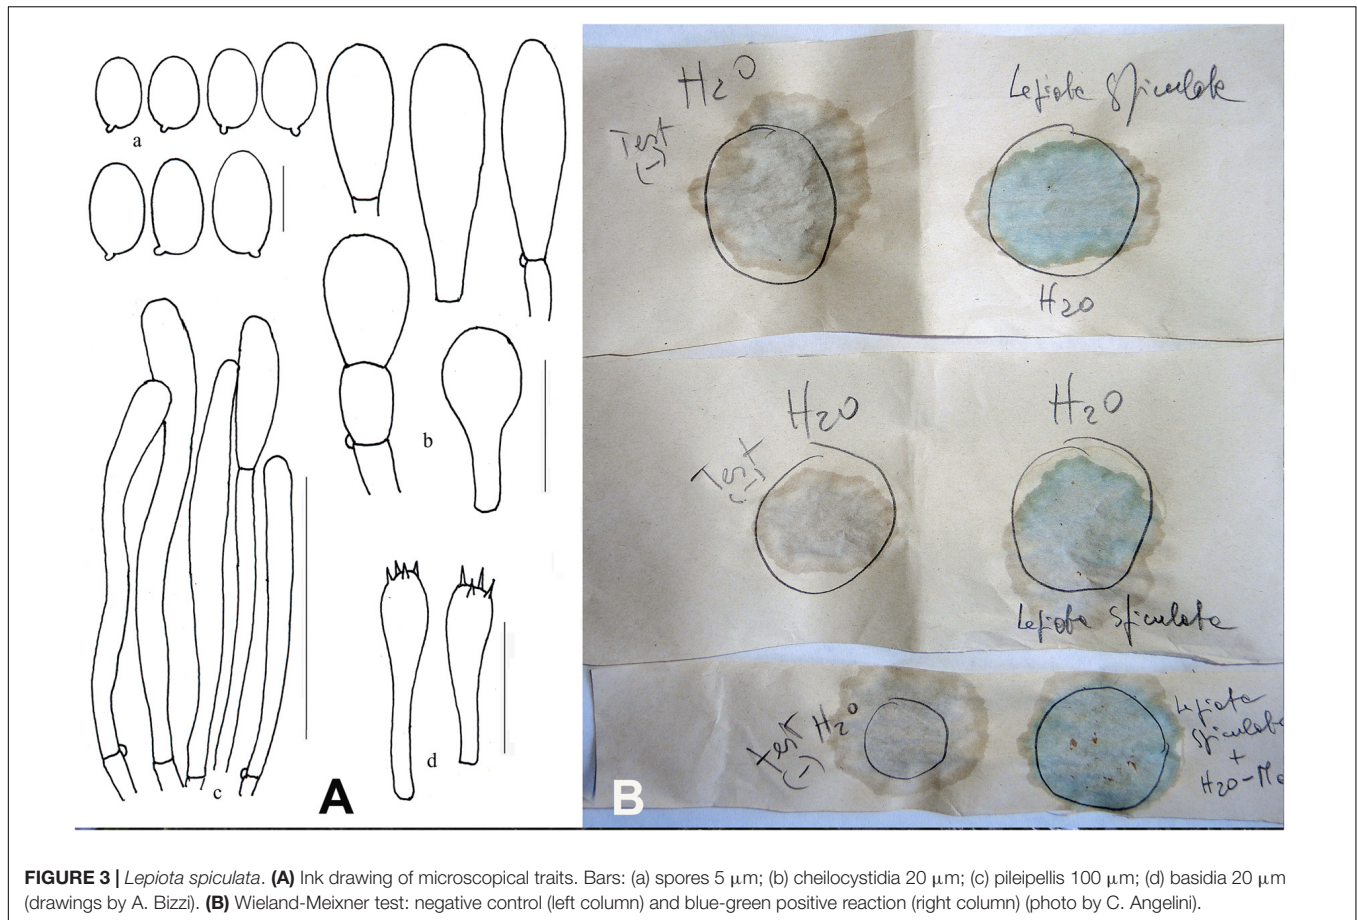 a
b
c
d
A
H2O
Test
(-)
Lepiota Spiculata
H2O
H2O
Test
(-)
H2O
Lepiota Spiculata
Test H2O
(-)
Lepiota
Spiculata
+
H2O-Me
B
FIGURE 3 | Lepiota spiculata. (A) Ink drawing of microscopical traits. Bars: (a) spores 5 μm; (b) cheilocystidia 20 μm; (c) pileipellis 100 μm; (d) basidia 20 μm
(drawings by A. Bizzi). (B) Wieland-Meixner test: negative control (left column) and blue-green positive reaction (right column) (photo by C. Angelini).